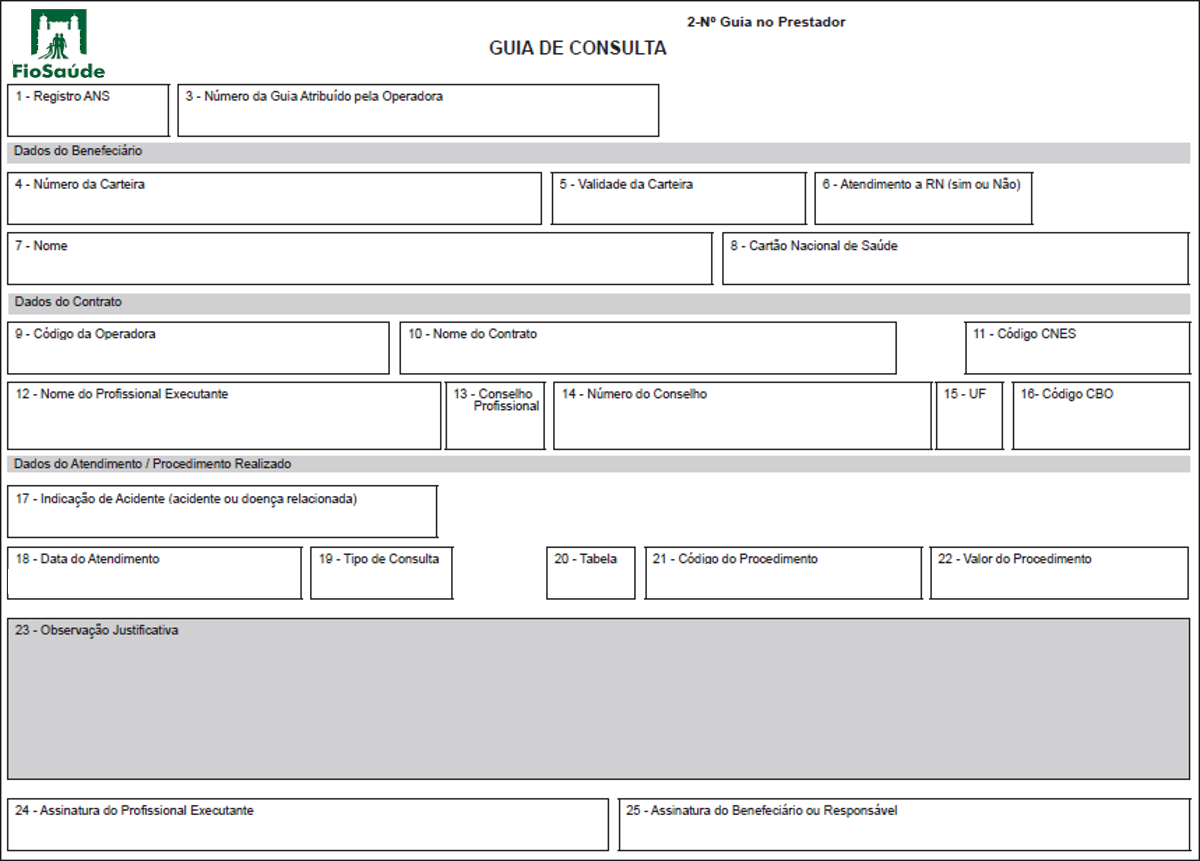 2-Nº Guia no Prestador
GUIA DE CONSULTA
FioSaúde
1 - Registro ANS
3 - Número da Guia Atribuído pela Operadora
Dados do Benefeciário
4 - Número da Carteira
5 - Validade da Carteira
6 - Atendimento a RN (sim ou Não)
7 - Nome
8 - Cartão Nacional de Saúde
Dados do Contrato
9 - Código da Operadora
10 - Nome do Contrato
11 - Código CNES
12 - Nome do Profissional Executante
13 - Conselho
Profissional
14 - Número do Conselho
15 - UF
16- Código CBO
Dados do Atendimento / Procedimento Realizado
17 - Indicação de Acidente (acidente ou doença relacionada)
18 - Data do Atendimento
19 - Tipo de Consulta
20 - Tabela
21 - Código do Procedimento
22 - Valor do Procedimento
23 - Observação Justificativa
24 - Assinatura do Profissional Executante
25 - Assinatura do Benefeciário ou Responsável